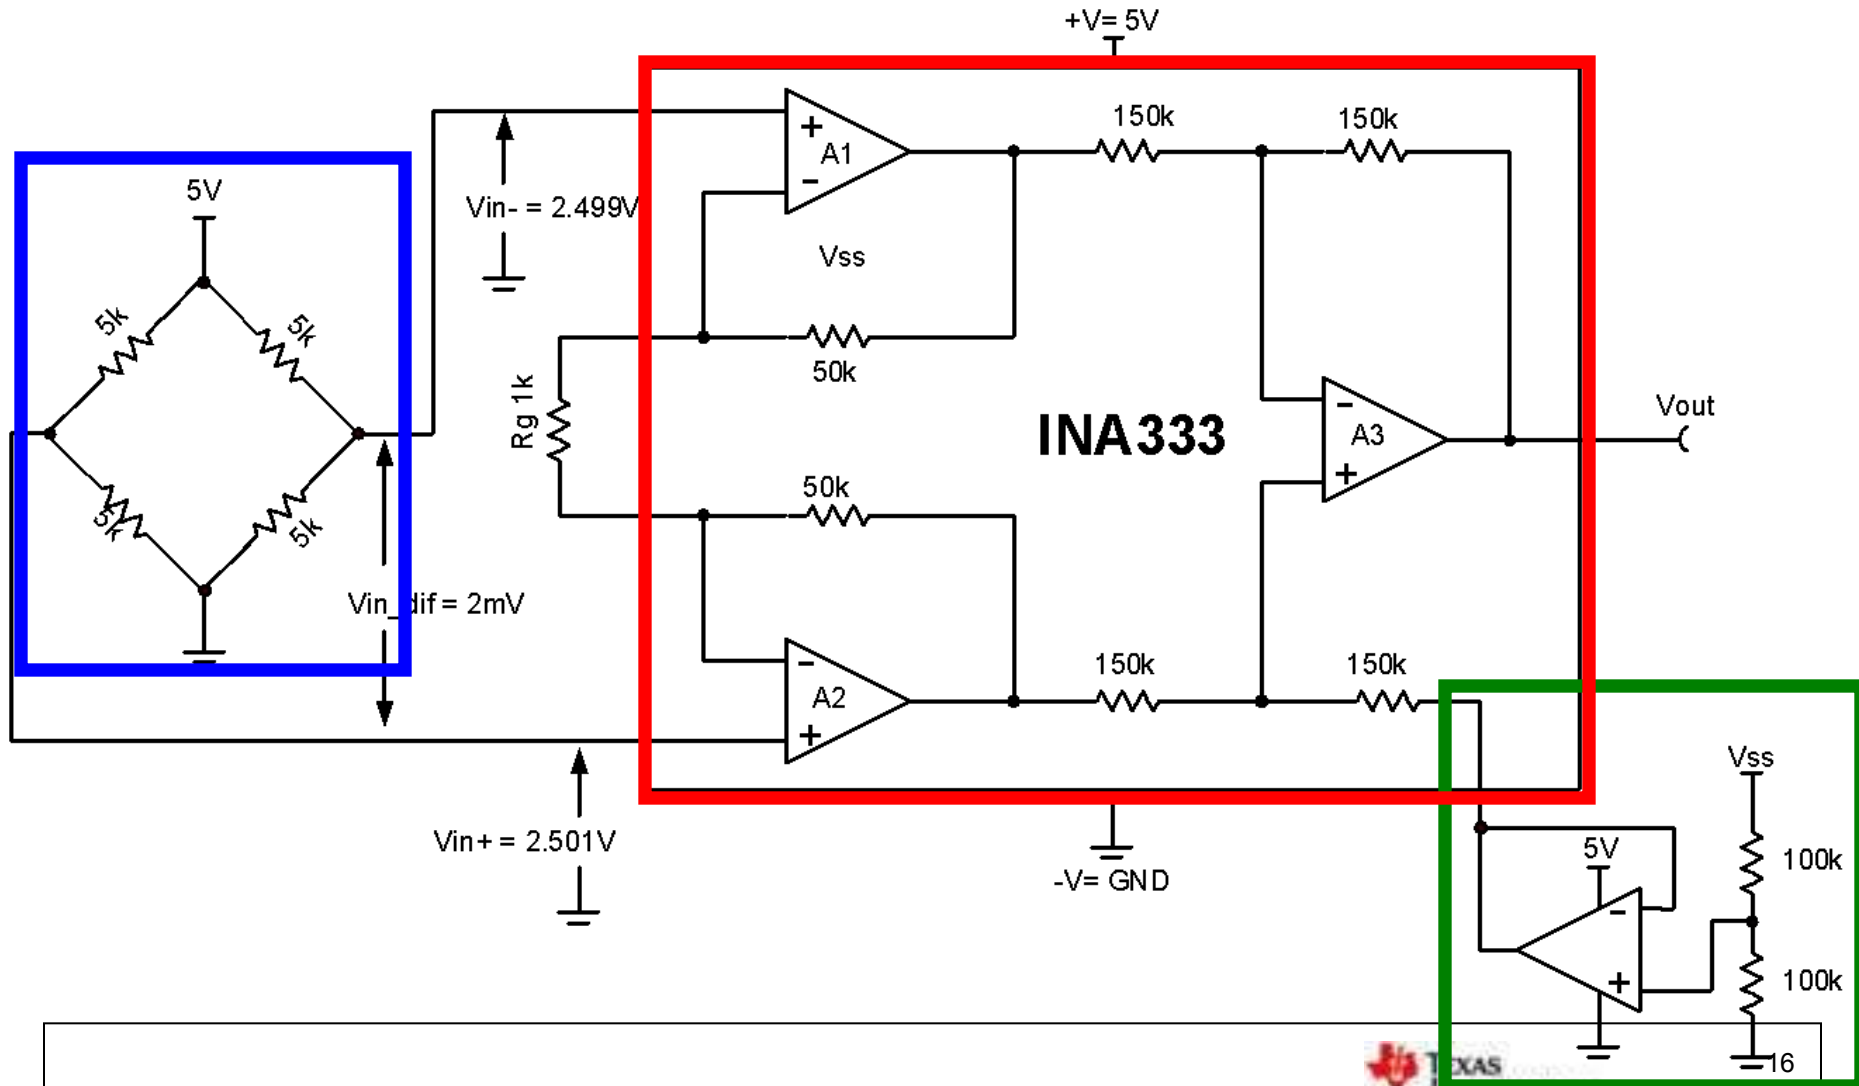 +V= 5V
5V
5k
5k
5k
5k
Vin_dif = 2mV
Vin- = 2.499V
Vin+ = 2.501V
Rg 1k
+
A1
-
Vss
50k
50k
-
A2
+
150k
150k
150k
150k
INA333
-
A3
+
Vout
-V= GND
Vss
5V
-
+
100k
100k
TEXAS
16